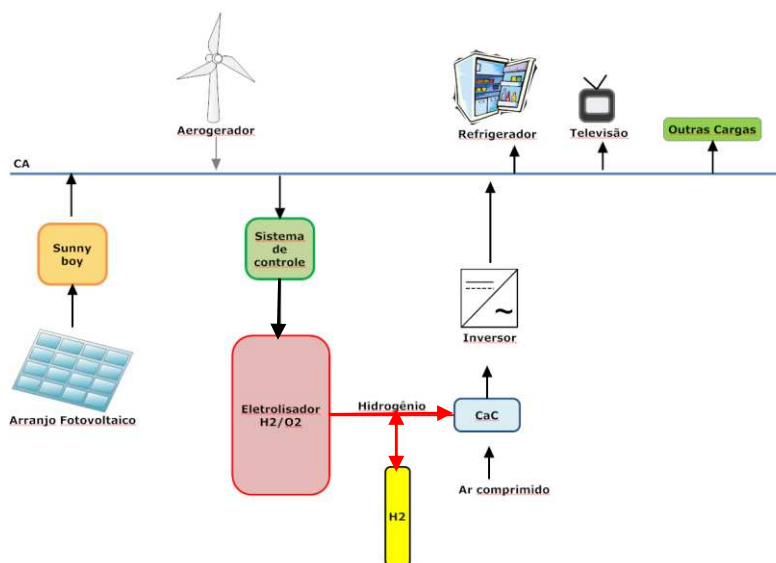 Aerogerador
Refrigerador
Televisão
Outras Cargas
CA
Sunny
boy
Sistema
de
controle
Inversor
Arranjo Fotovoltaico
Eletrolisador
H2/O2
Hidrogênio
CaC
Ar comprimido
H2
~